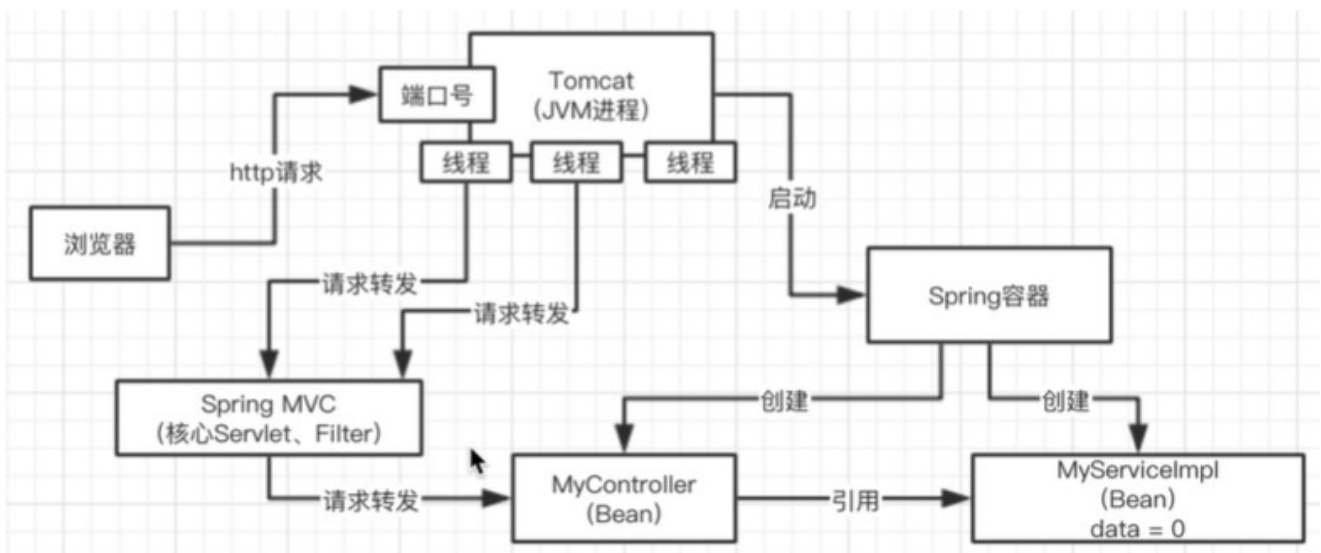 Tomcat
(JVM进程)
端口号
线程
线程
线程
http请求
启动
浏览器
请求转发
请求转发
Spring容器
Spring MVC
(核心Servlet、Filter)
创建
创建
请求转发
MyController
(Bean)
引用
MyServiceImpl
(Bean)
data = 0